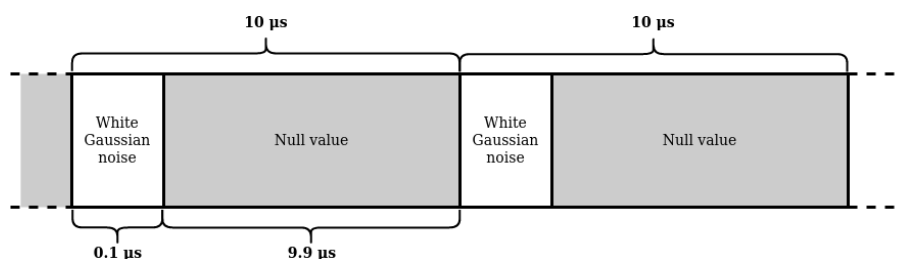 10 μs
10 μs
White
Gaussian
noise
Null value
White
Gaussian
noise
Null value
0.1 μs
9.9 μs